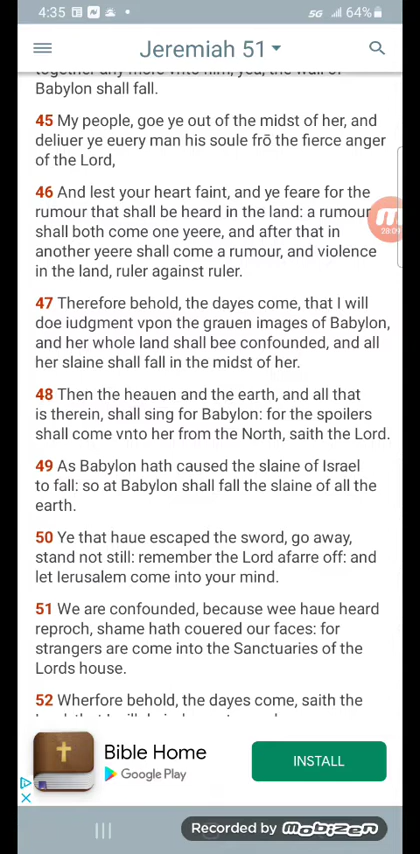 4:35
5G
64%
Jeremiah 51
Babylon shall fall.
45 My people, goe ye out of the midst of her, and
deliuer ye euery man his soule frō the fierce anger
of the Lord,
46 And lest your heart faint, and ye feare for the
rumour that shall be heard in the land: a rumour
shall both come one yeere, and after that in
another yeere shall come a rumour, and violence
in the land, ruler against ruler.
47 Therefore behold, the dayes come, that I will
doe iudgment vpon the grauen images of Babylon,
and her whole land shall bee confounded, and all
her slaine shall fall in the midst of her.
48 Then the heauen and the earth, and all that
is therein, shall sing for Babylon: for the spoilers
shall come vnto her from the North, saith the Lord.
49 As Babylon hath caused the slaine of Israel
to fall: so at Babylon shall fall the slaine of all the
earth.
50 Ye that haue escaped the sword, go away,
stand not still: remember the Lord afarre off: and
let Ierusalem come into your mind.
51 We are confounded, because wee haue heard
reproch, shame hath couered our faces: for
strangers are come into the Sanctuaries of the
Lords house.
52 Wherfore behold, the dayes come, saith the
Bible Home
Google Play
INSTALL
Recorded by mobizen